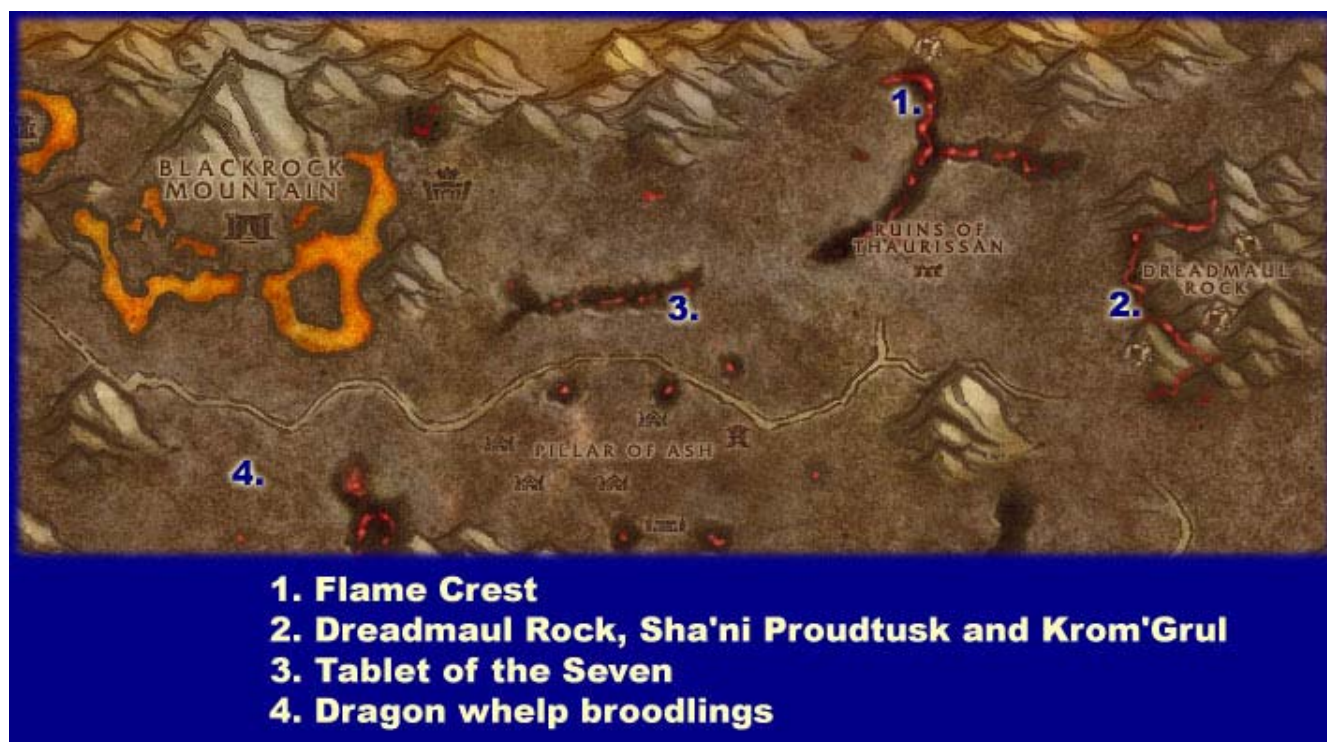 1.
BLACKROCK
MOUNTAIN
RUINS OF
THAURISSAN
DREADMAUL
ROCK
2.
3.
PILLAR OF ASH
4.
1. Flame Crest
2. Dreadmaul Rock, Sha'ni Proudtusk and Krom'Grul
3. Tablet of the Seven
4. Dragon whelp broodlings